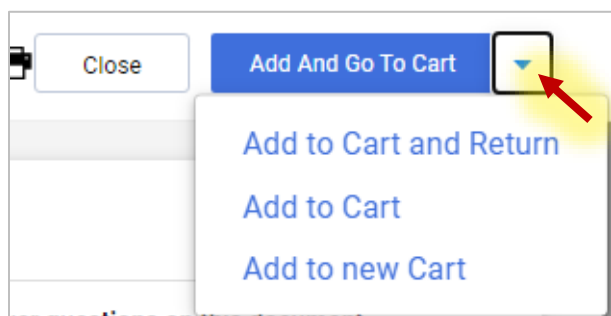 Close
Add And Go To Cart
Add to Cart and Return
Add to Cart
Add to new Cart